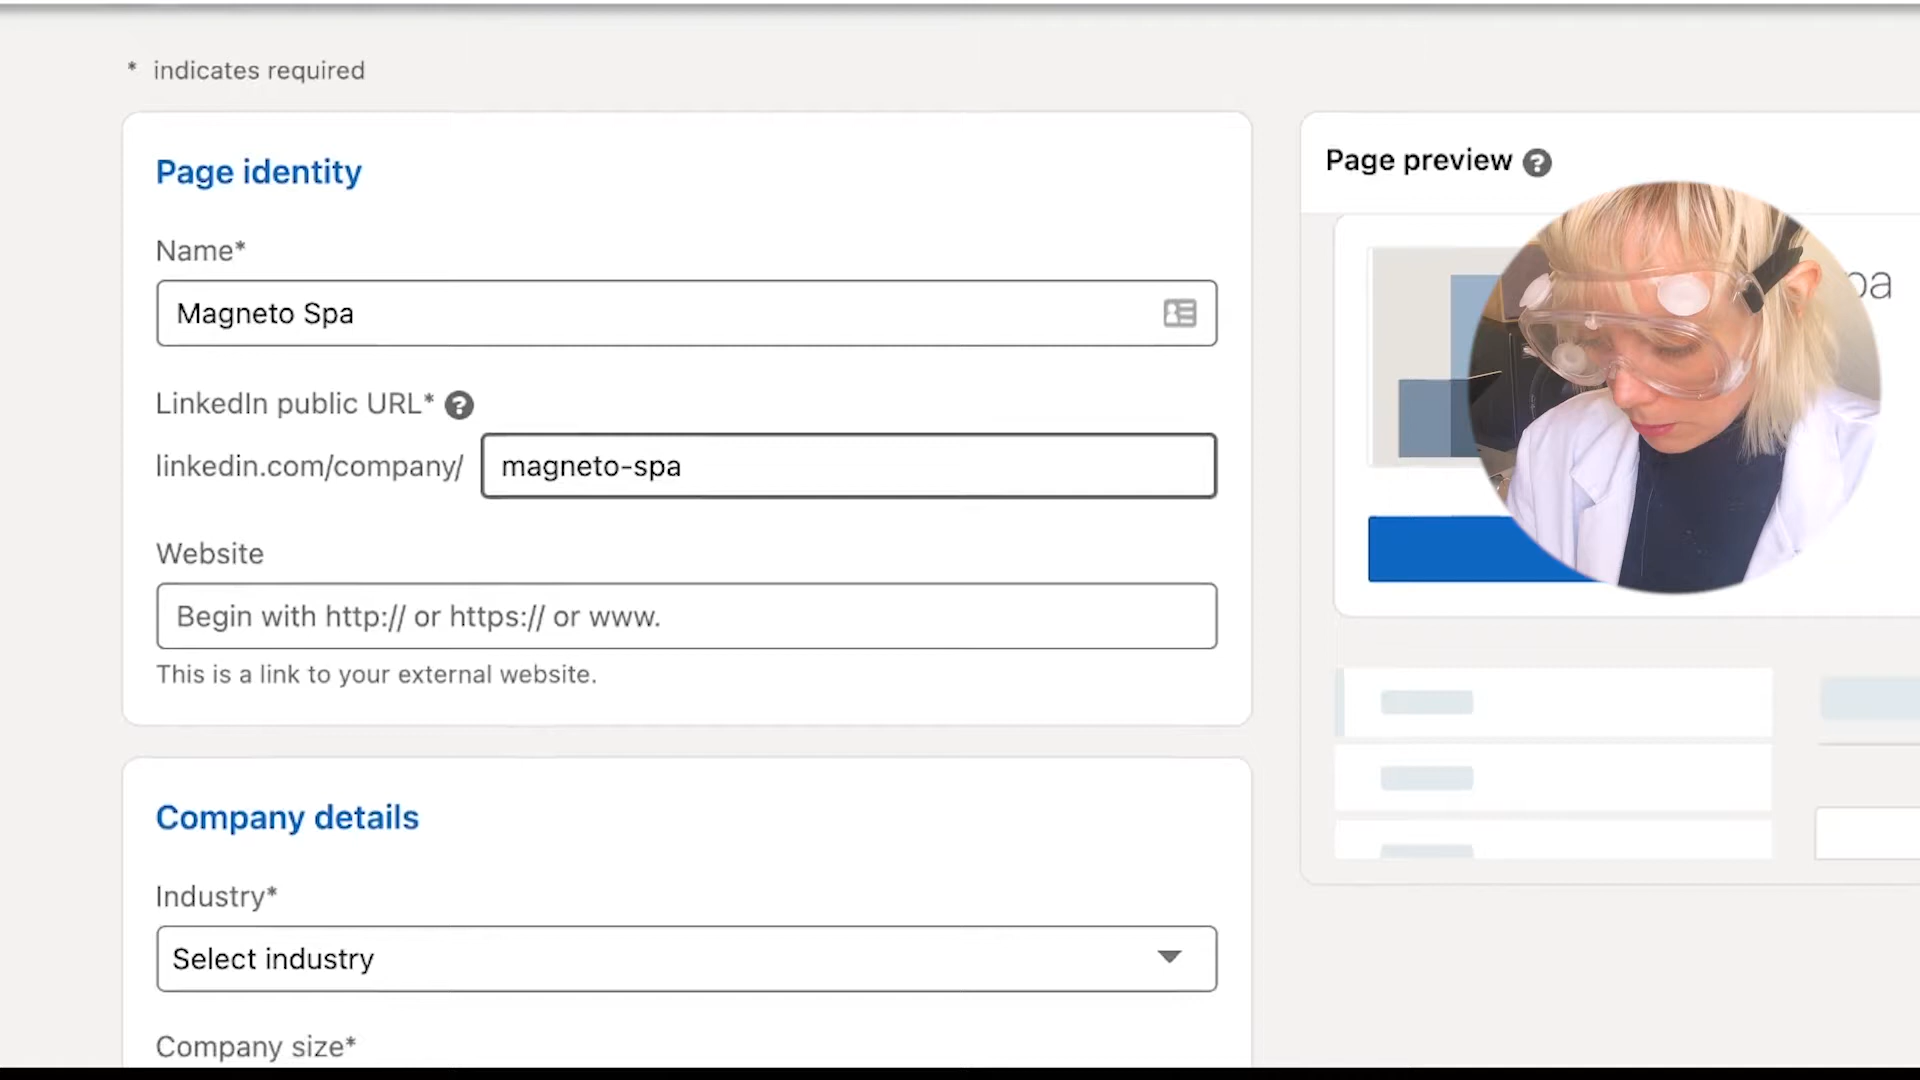 * indicates required
Page identity
Name*
Magneto Spa
LinkedIn public URL* ?
linkedin.com/company/ magneto-spa
Website
Begin with http:// or https:// or www.
This is a link to your external website.
Company details
Industry*
Select industry
Company size*
Page preview ?
pa